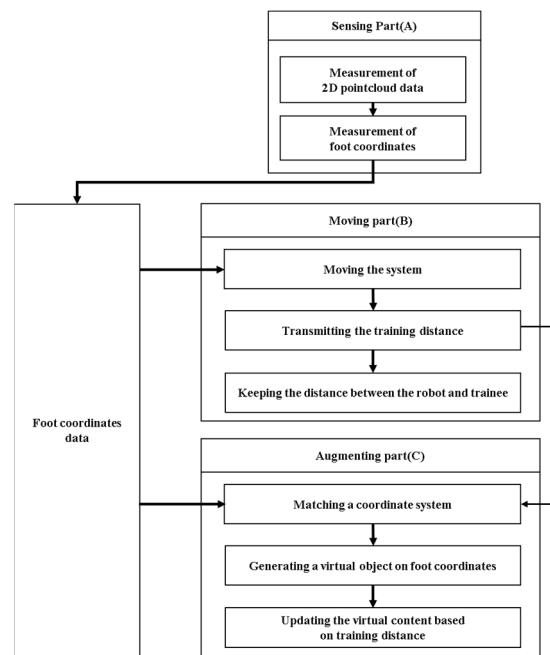 Sensing Part(A)
Measurement of
2D pointcloud data
Measurement of
foot coordinates
Foot coordinates
data
Moving part(B)
Moving the system
Transmitting the training distance
Keeping the distance between the robot and trainee
Augmenting part(C)
Matching a coordinate system
Generating a virtual object on foot coordinates
Updating the virtual content based
on training distance